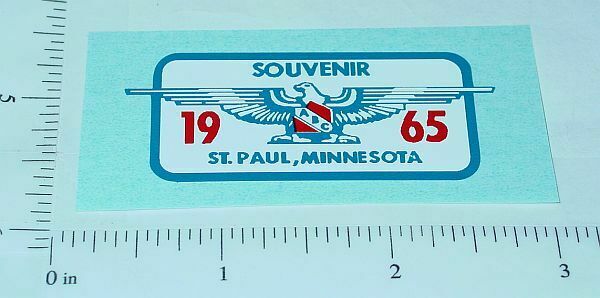 SOUVENIR
19 ABC 65
ST. PAUL, MINNESOTA
5
0 in 1 2 3